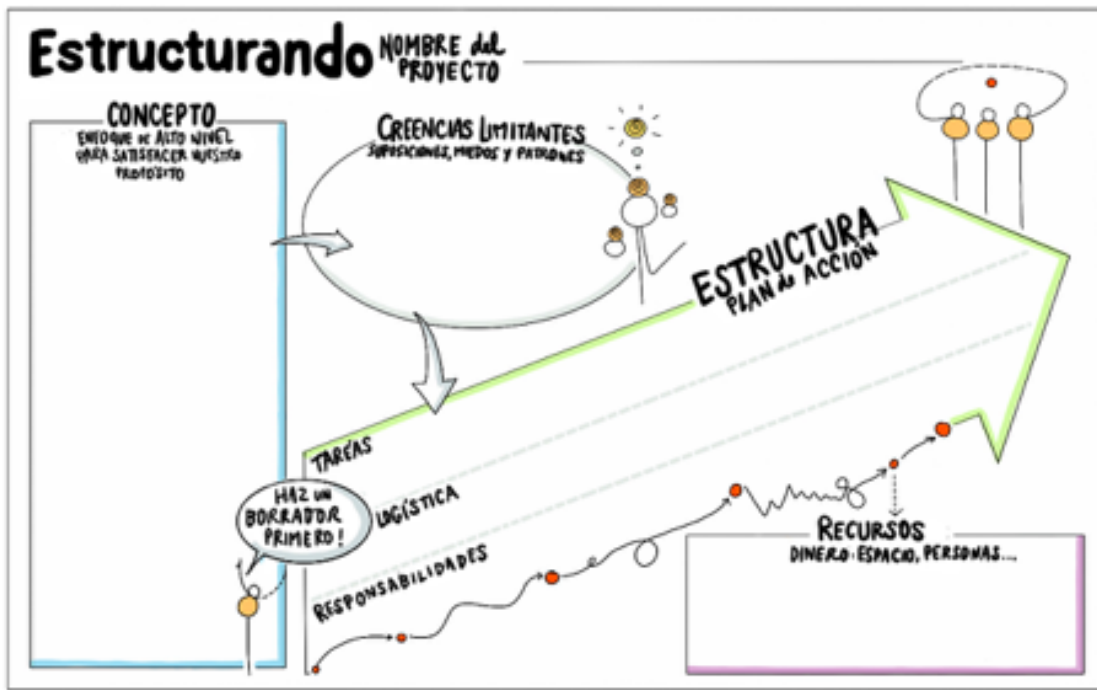 Estructurando NOMBRE del
PROYECTO
CONCEPTO
ENFOQUE de ALTO NIVEL
PARA SATISFACER NUESTRO
PROPÓSITO
CREENCIAS LIMITANTES
SUPOSICIONES, MIEDOS y PATRONES
ESTRUCTURA
PLAN de ACCIÓN
TAREAS
LOGÍSTICA
RESPONSABILIDADES
HAZ UN
BORRADOR
PRIMERO!
RECURSOS
DINERO: ESPACIO, PERSONAS...